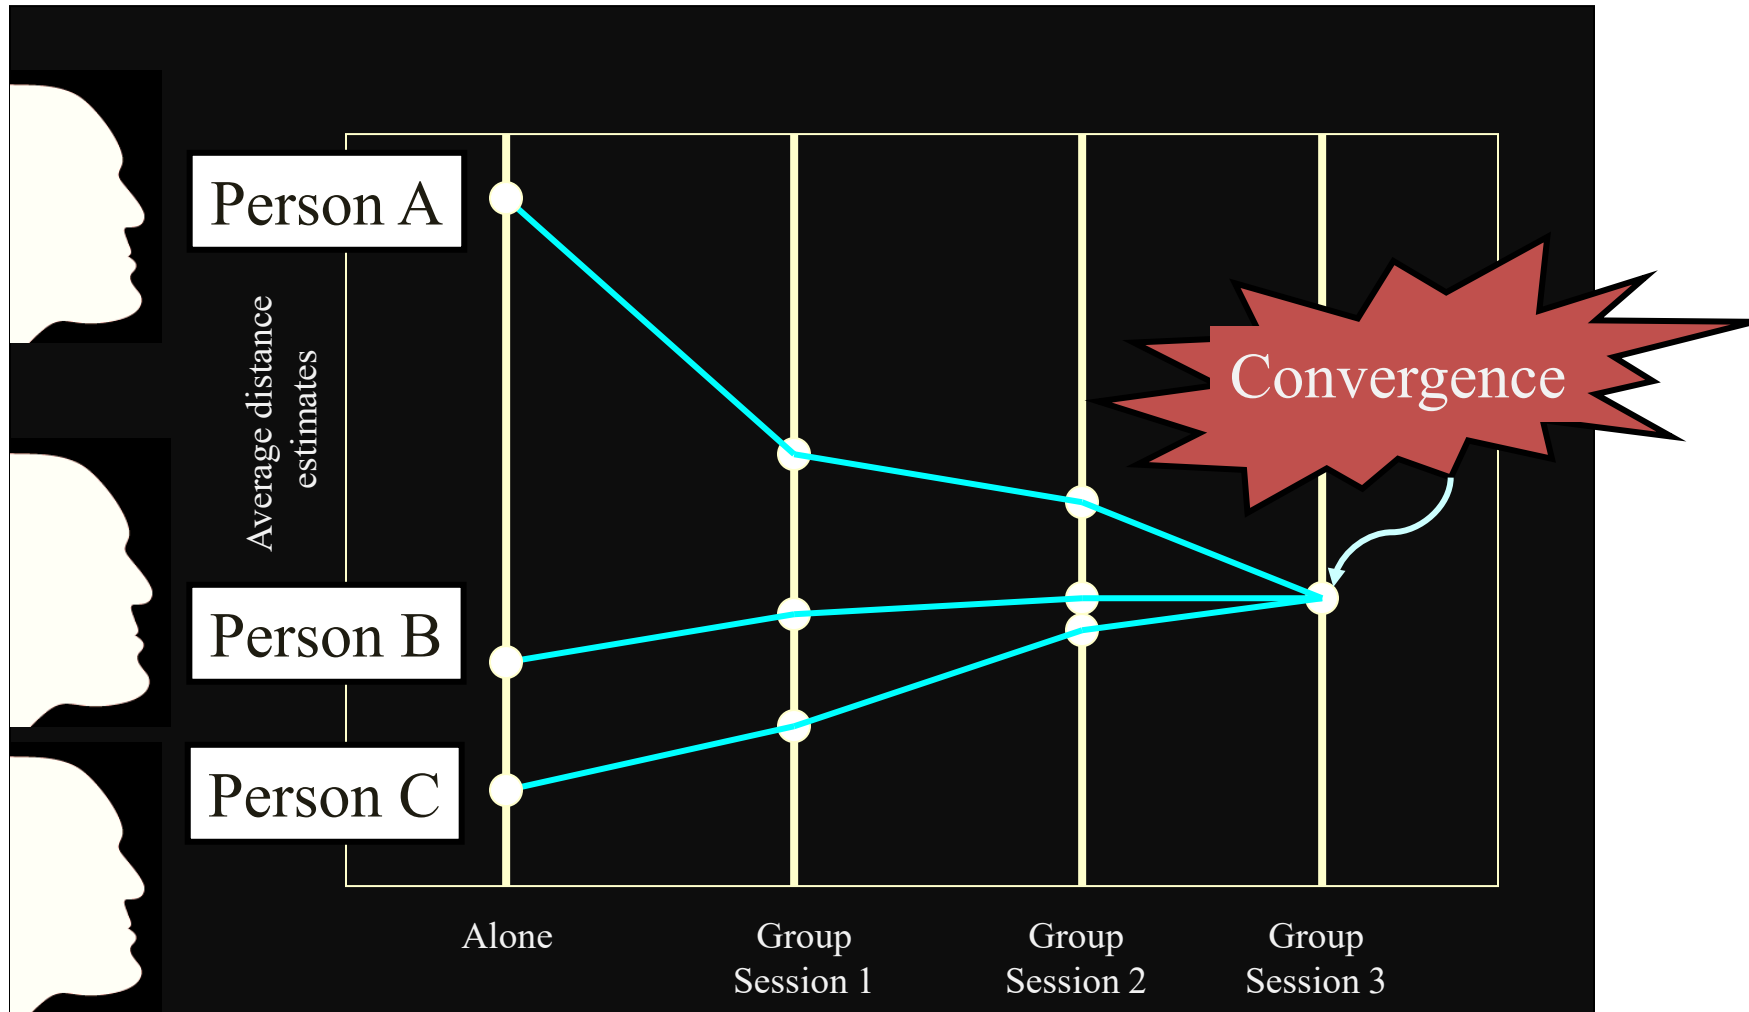 Person A
Average distance
estimates
Convergence
Person B
Person C
Alone
Group
Session 1
Group
Session 2
Group
Session 3